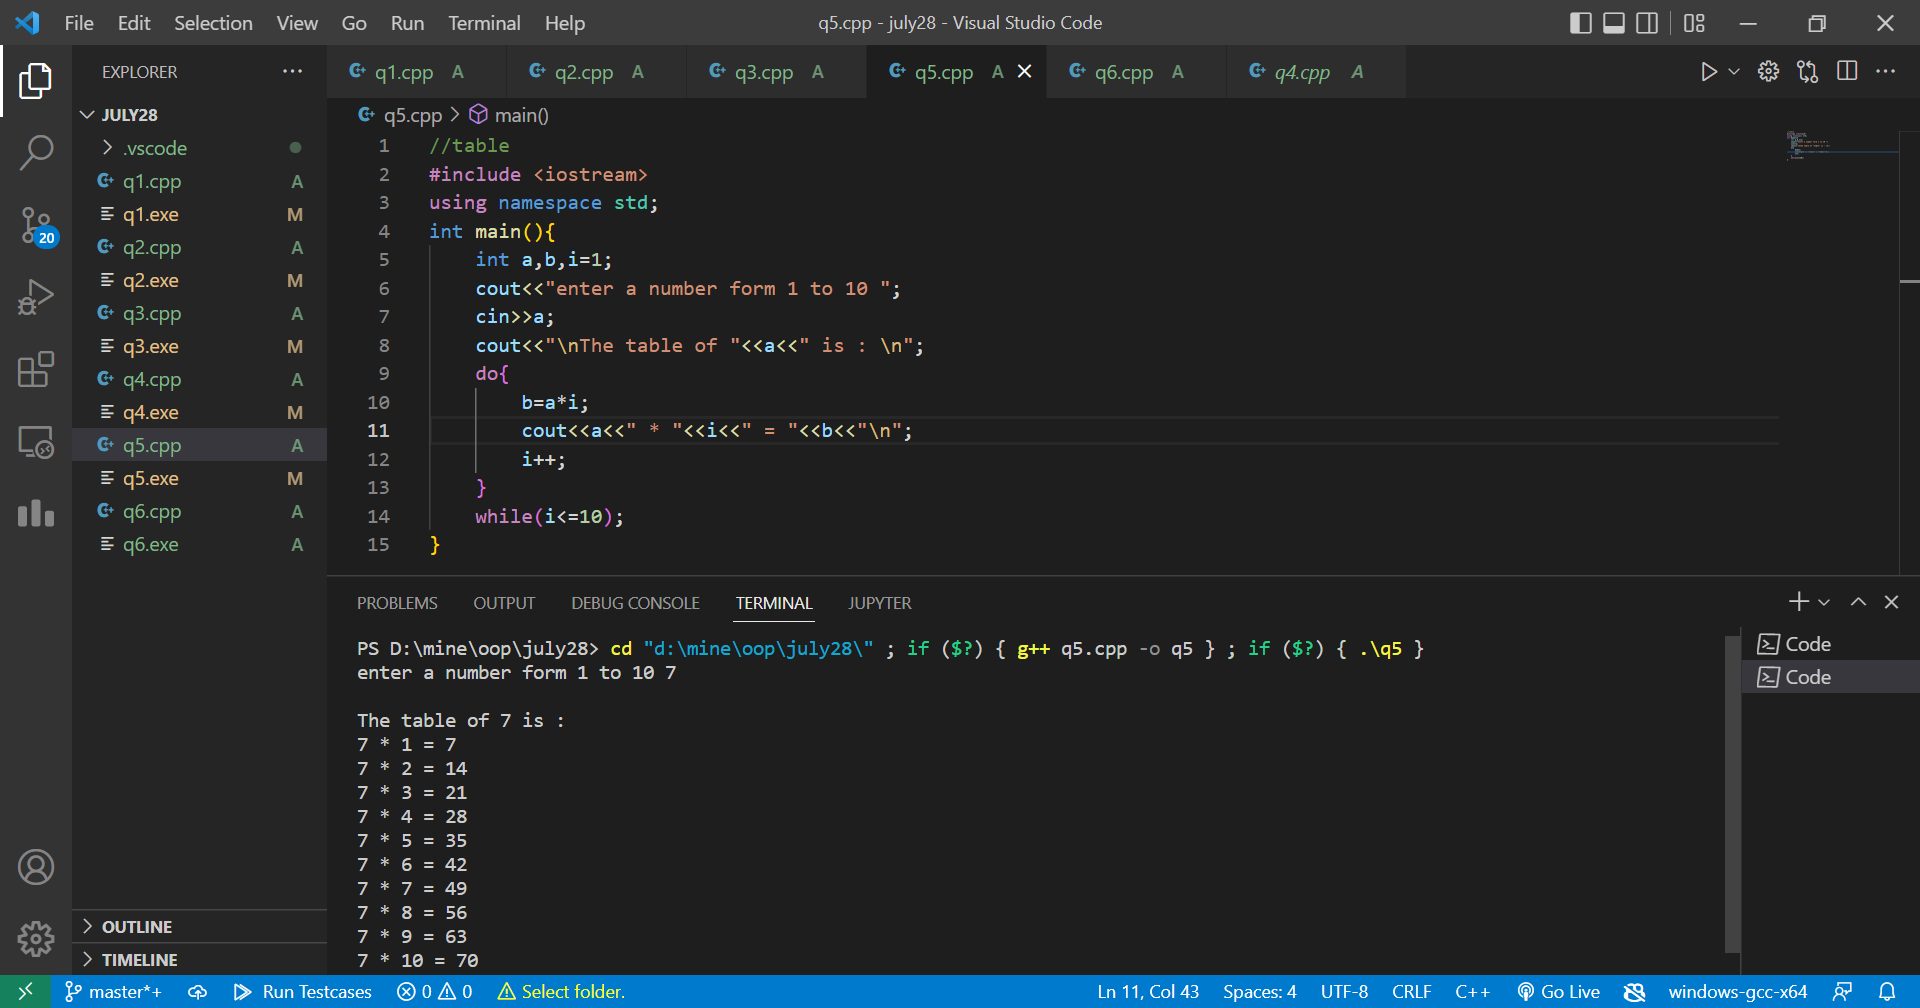 File Edit Selection View Go Run Terminal Help
q5.cpp - july28 - Visual Studio Code
EXPLORER
JULY28
.vscode
q1.cpp A
q1.exe M
q2.cpp A
q2.exe M
q3.cpp A
q3.exe M
q4.cpp A
q4.exe M
q5.cpp A
q5.exe M
q6.cpp A
q6.exe A
OUTLINE
TIMELINE
20
q1.cpp A q2.cpp A q3.cpp A q5.cpp A q6.cpp A q4.cpp A
q5.cpp > main()
1 //table
2 #include <iostream>
3 using namespace std;
4 int main(){
5 int a,b,i=1;
6 cout<<"enter a number form 1 to 10 ";
7 cin>>a;
8 cout<<"\nThe table of "<<a<<" is : \n";
9 do{
10 b=a*i;
11 cout<<a<<" * "<<i<<" = "<<b<<"\n";
12 i++;
13 }
14 while(i<=10);
15 }
PROBLEMS OUTPUT DEBUG CONSOLE TERMINAL JUPYTER
PS D:\mine\oop\july28> cd "d:\mine\oop\july28\" ; if ($?) { g++ q5.cpp -o q5 } ; if ($?) { .\q5 }
enter a number form 1 to 10 7
The table of 7 is :
7 * 1 = 7
7 * 2 = 14
7 * 3 = 21
7 * 4 = 28
7 * 5 = 35
7 * 6 = 42
7 * 7 = 49
7 * 8 = 56
7 * 9 = 63
7 * 10 = 70
Code
Code
master*+ Run Testcases 0 0 Select folder. Ln 11, Col 43 Spaces: 4 UTF-8 CRLF C++ Go Live windows-gcc-x64